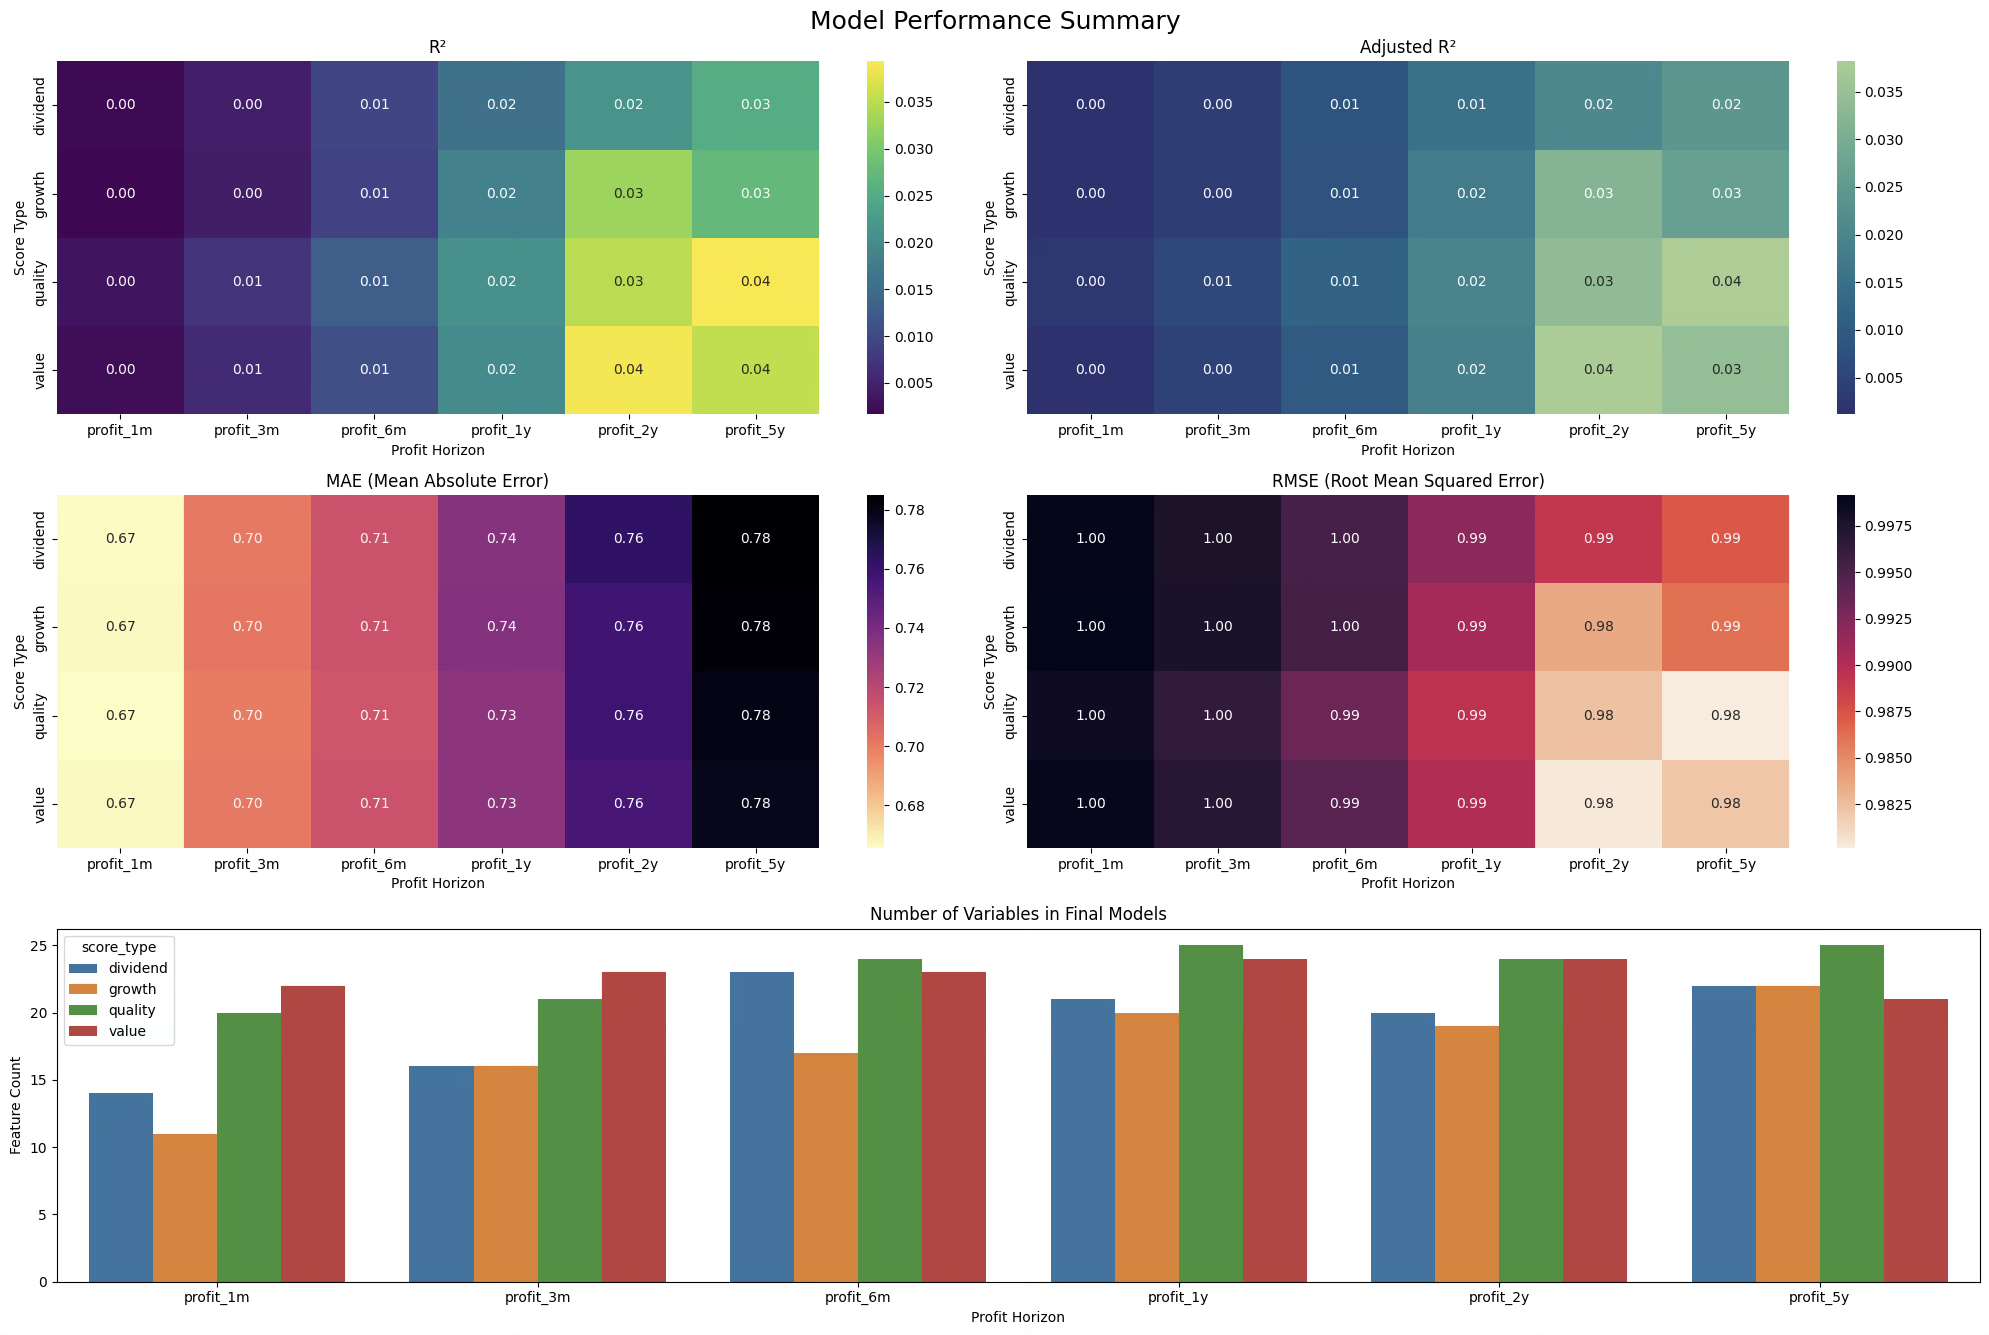 Model Performance Summary
R²
dividend
growth
quality
value
Score Type
0.00 0.00 0.01 0.02 0.02 0.03
0.00 0.00 0.01 0.02 0.03 0.03
0.00 0.01 0.01 0.02 0.03 0.04
0.00 0.01 0.01 0.02 0.04 0.04
profit_1m profit_3m profit_6m profit_1y profit_2y profit_5y
Profit Horizon
0.035
0.030
0.025
0.020
0.015
0.010
0.005
Adjusted R²
dividend
growth
quality
value
Score Type
0.00 0.00 0.01 0.01 0.02 0.02
0.00 0.00 0.01 0.02 0.03 0.03
0.00 0.01 0.01 0.02 0.03 0.04
0.00 0.00 0.01 0.02 0.04 0.03
profit_1m profit_3m profit_6m profit_1y profit_2y profit_5y
Profit Horizon
0.035
0.030
0.025
0.020
0.015
0.010
0.005
MAE (Mean Absolute Error)
dividend
growth
quality
value
Score Type
0.67 0.70 0.71 0.74 0.76 0.78
0.67 0.70 0.71 0.74 0.76 0.78
0.67 0.70 0.71 0.73 0.76 0.78
0.67 0.70 0.71 0.73 0.76 0.78
profit_1m profit_3m profit_6m profit_1y profit_2y profit_5y
Profit Horizon
0.78
0.76
0.74
0.72
0.70
0.68
RMSE (Root Mean Squared Error)
dividend
growth
quality
value
Score Type
1.00 1.00 1.00 0.99 0.99 0.99
1.00 1.00 1.00 0.99 0.98 0.99
1.00 1.00 0.99 0.99 0.98 0.98
1.00 1.00 0.99 0.99 0.98 0.98
profit_1m profit_3m profit_6m profit_1y profit_2y profit_5y
Profit Horizon
0.9975
0.9950
0.9925
0.9900
0.9875
0.9850
0.9825
Number of Variables in Final Models
score_type
dividend
growth
quality
value
Feature Count
25
20
15
10
5
0
profit_1m profit_3m profit_6m profit_1y profit_2y profit_5y
Profit Horizon